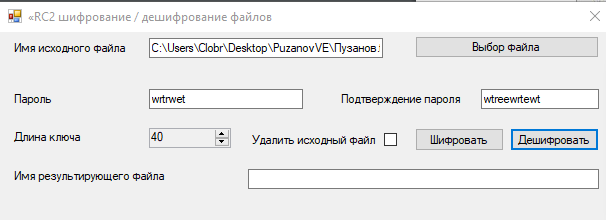 «RC2 шифрование / дешифрование файлов
Имя исходного файла C:\Users\Clobr\Desktop\PuzanovVE\Пузанов. Выбор файла
Пароль wrtrwet Подтверждение пароля wtreewrtewt
Длина ключа 40 Удалить исходный файл Шифровать Дешифровать
Имя результирующего файла